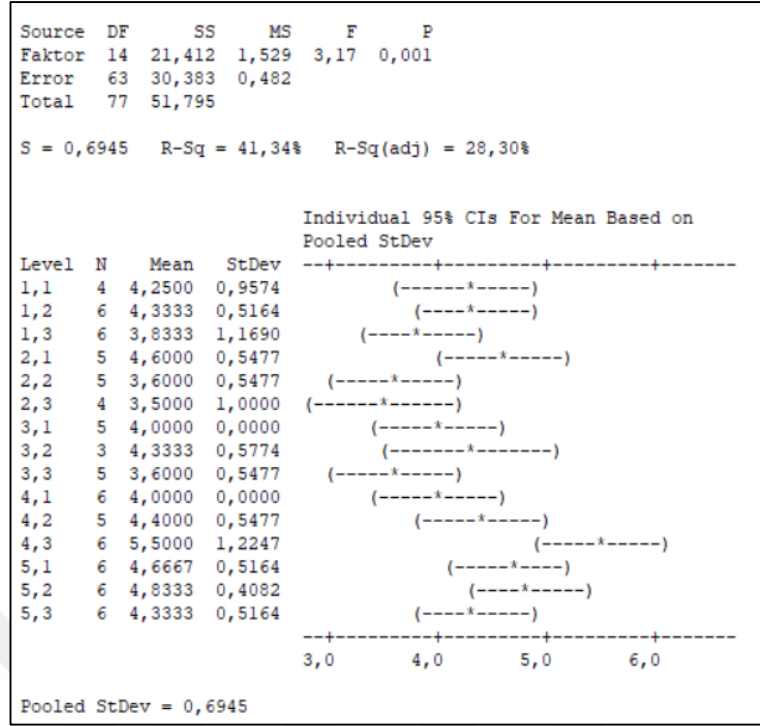 Source  DF      SS     MS     F      P
Faktor  14  21,412  1,529  3,17  0,001
Error   63  30,383  0,482
Total   77  51,795
S = 0,6945   R-Sq = 41,34%   R-Sq(adj) = 28,30%
Individual 95% CIs For Mean Based on
Pooled StDev
Level  N    Mean   StDev  --+---------+---------+---------+-------
1,1    4  4,2500  0,9574          (------*-----)
1,2    6  4,3333  0,5164            (----*-----)
1,3    6  3,8333  1,1690       (----*-----)
2,1    5  4,6000  0,5477              (-----*-----)
2,2    5  3,6000  0,5477    (-----*-----)
2,3    4  3,5000  1,0000  (------*------)
3,1    5  4,0000  0,0000        (-----*-----)
3,2    3  4,3333  0,5774         (-------*-------)
3,3    5  3,6000  0,5477    (-----*-----)
4,1    6  4,0000  0,0000        (-----*-----)
4,2    5  4,4000  0,5477            (-----*-----)
4,3    6  5,5000  1,2247                       (-----*-----)
5,1    6  4,6667  0,5164               (-----*----)
5,2    6  4,8333  0,4082                 (----*-----)
5,3    6  4,3333  0,5164            (----*-----)
--+---------+---------+---------+-------
3,0       4,0       5,0       6,0
Pooled StDev = 0,6945